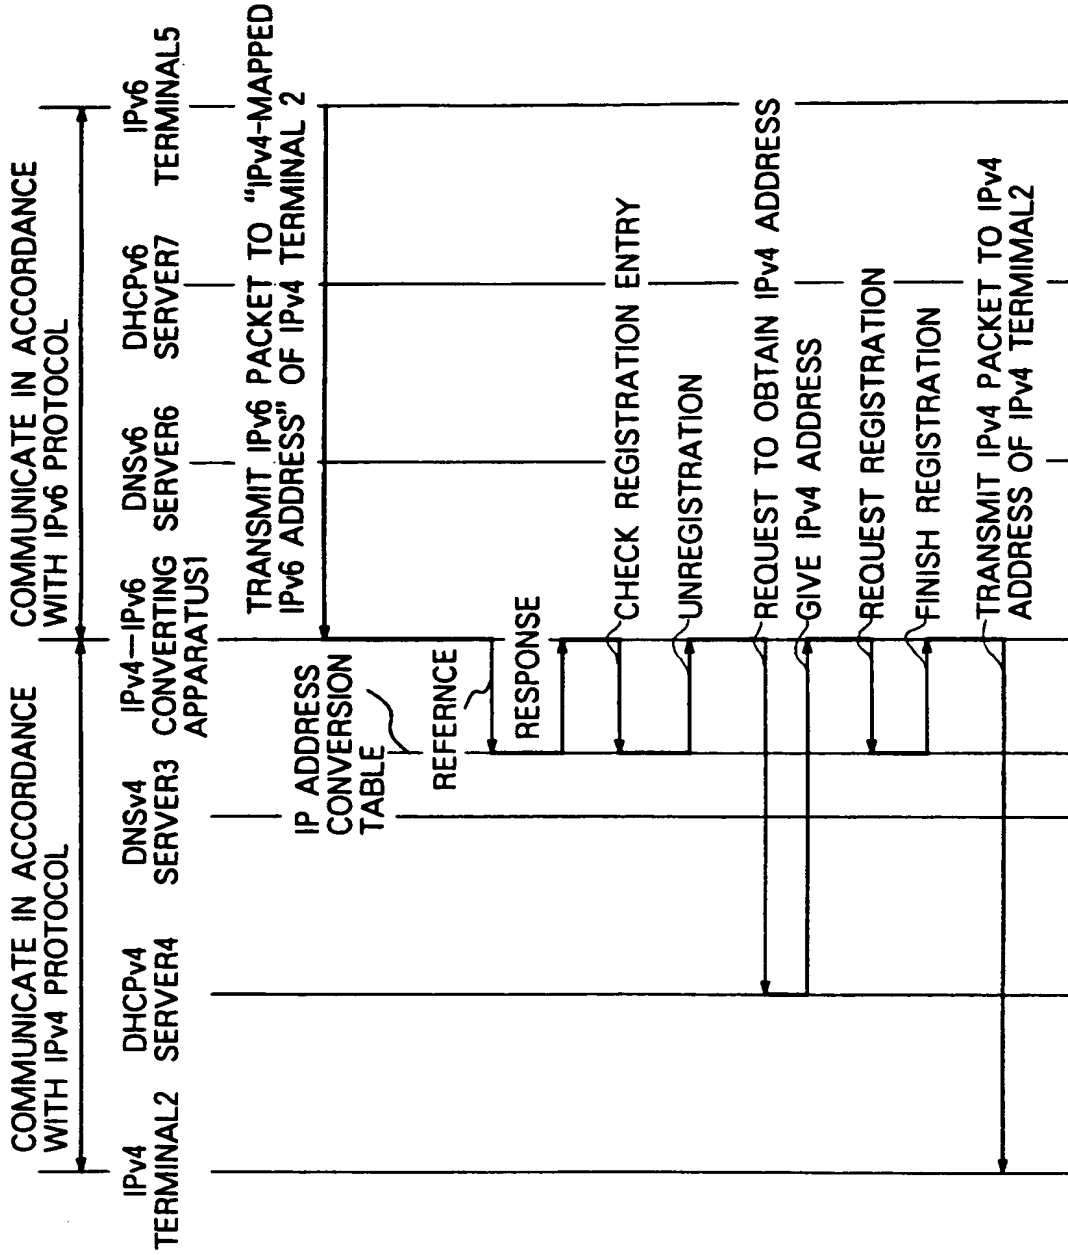 COMMUNICATE IN ACCORDANCE
WITH IPv4 PROTOCOL
COMMUNICATE IN ACCORDANCE
WITH IPv6 PROTOCOL
IPv4
TERMINAL2
DHCPv4
SERVER4
DNSv4
SERVER3
IPv4–IPv6
CONVERTING
APPARATUS1
DNSv6
SERVER6
DHCPv6
SERVER7
IPv6
TERMINAL5
TRANSMIT IPv6 PACKET TO "IPv4-MAPPED
IPv6 ADDRESS" OF IPv4 TERMINAL 2
IP ADDRESS
CONVERSION
TABLE
REFERNCE
RESPONSE
CHECK REGISTRATION ENTRY
UNREGISTRATION
REQUEST TO OBTAIN IPv4 ADDRESS
GIVE IPv4 ADDRESS
REQUEST REGISTRATION
FINISH REGISTRATION
TRANSMIT IPv4 PACKET TO IPv4
ADDRESS OF IPv4 TERMIMAL2